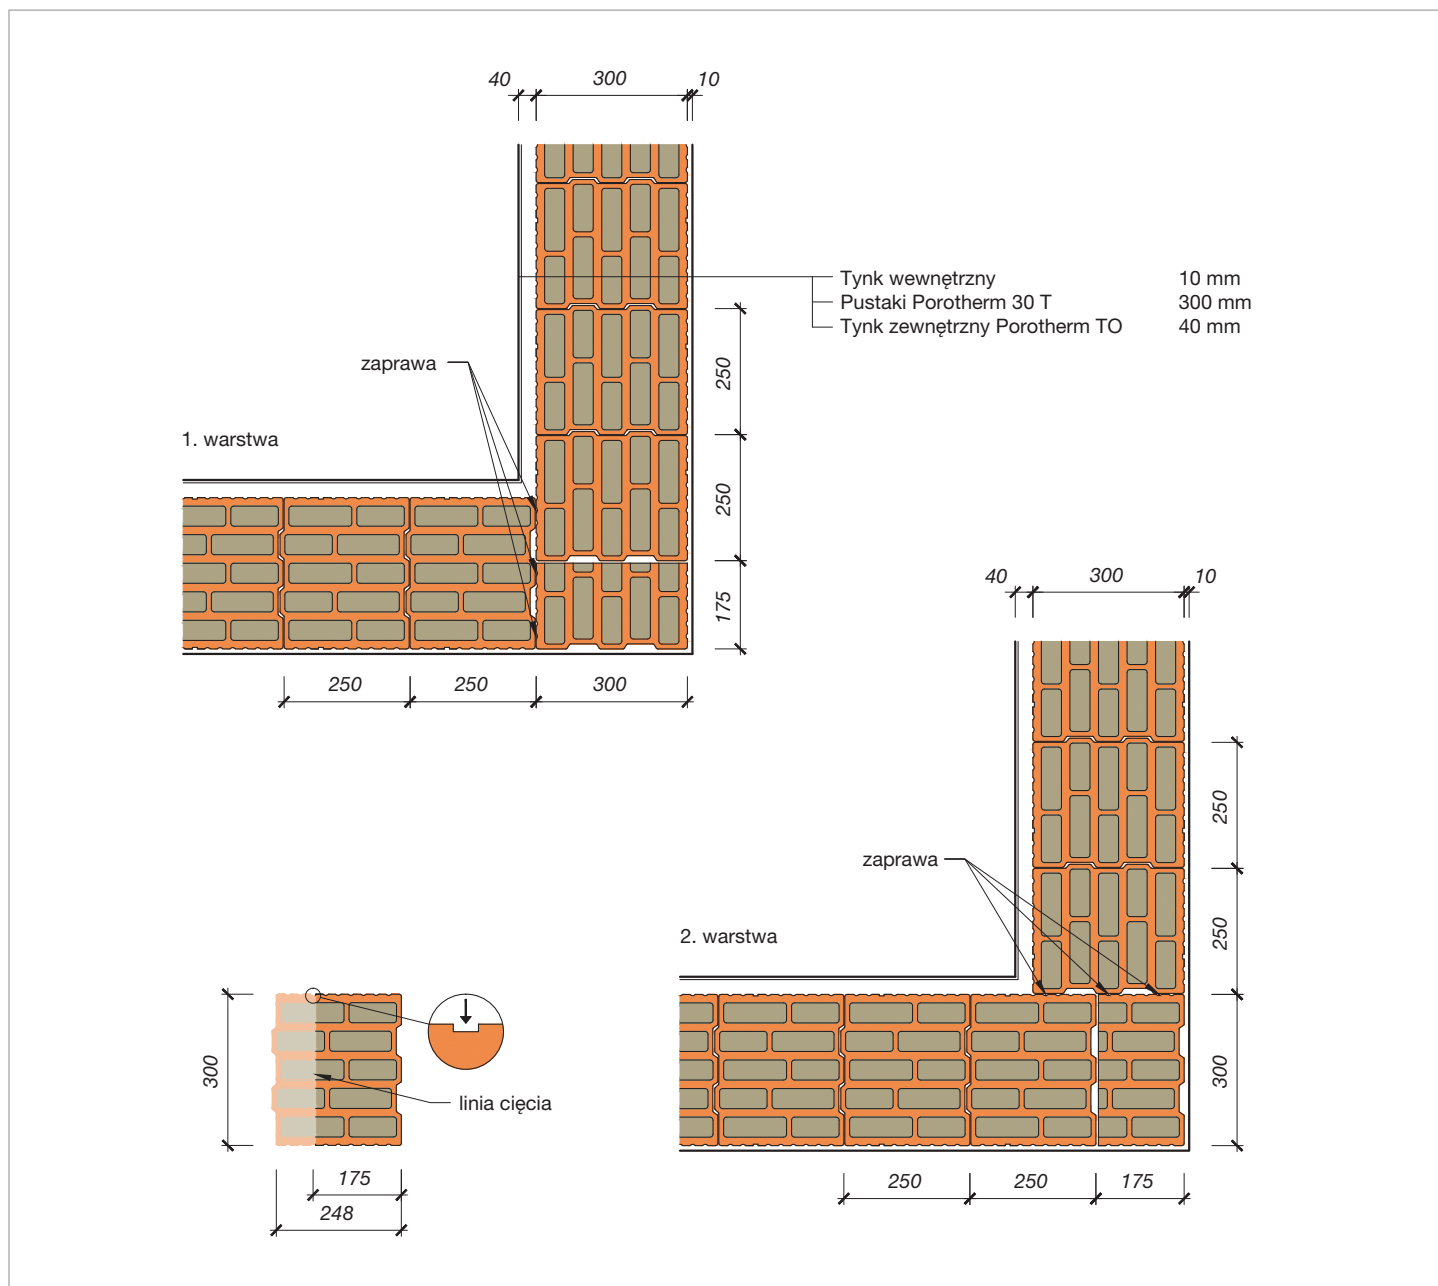 40 300 10
Tynk wewnętrzny 10 mm
Pustaki Porotherm 30 T 300 mm
Tynk zewnętrzny Porotherm TO 40 mm
zaprawa
250
1. warstwa
250
175
250 250 300
40 300 10
250
zaprawa
250
2. warstwa
300
300
linia cięcia
175
248
250 250 175